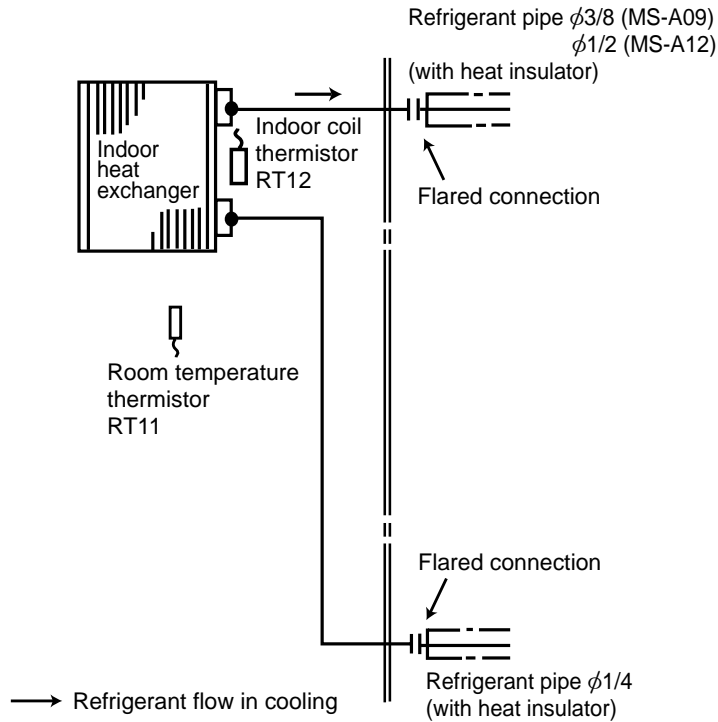 Refrigerant pipe ϕ3/8 (MS-A09)
ϕ1/2 (MS-A12)
(with heat insulator)
Indoor
heat
exchanger
Indoor coil
thermistor
RT12
Flared connection
Room temperature
thermistor
RT11
Flared connection
Refrigerant pipe ϕ1/4
(with heat insulator)
Refrigerant flow in cooling